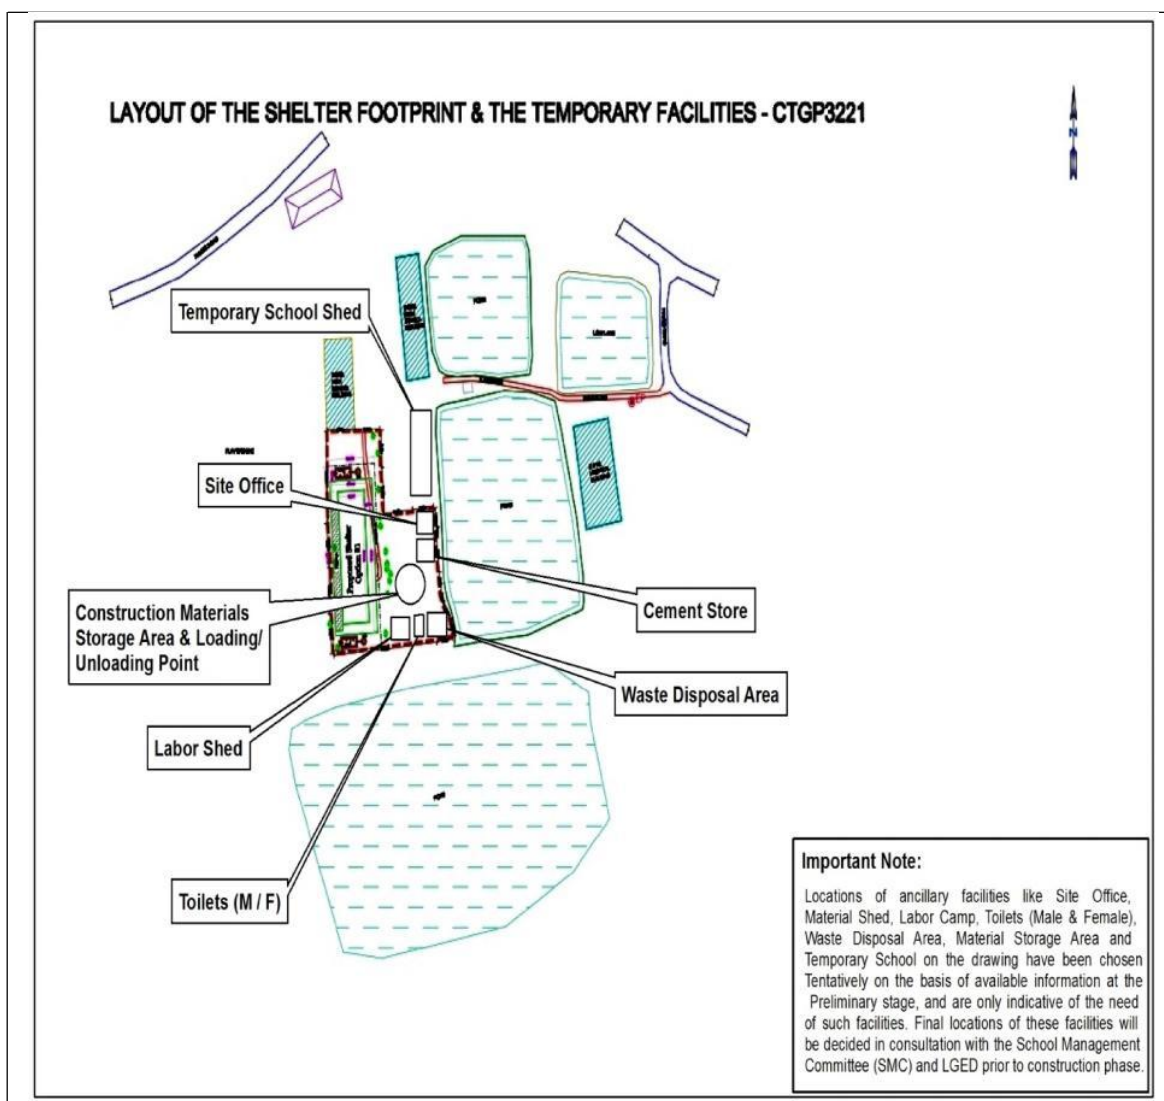 LAYOUT OF THE SHELTER FOOTPRINT & THE TEMPORARY FACILITIES - CTGP3221
N
Temporary School Shed
Site Office
Proposed Shelter
Construction Materials
Storage Area & Loading/
Unloading Point
Cement Store
Waste Disposal Area
Labor Shed
Toilets (M / F)
Important Note:
Locations of ancillary facilities like Site Office,
Material Shed, Labor Camp, Toilets (Male & Female),
Waste Disposal Area, Material Storage Area and
Temporary School on the drawing have been chosen
Tentatively on the basis of available information at the
Preliminary stage, and are only indicative of the need
of such facilities. Final locations of these facilities will
be decided in consultation with the School Management
Committee (SMC) and LGED prior to construction phase.